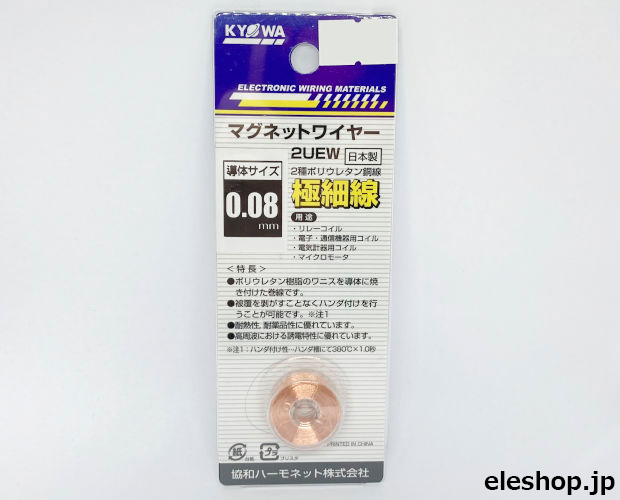 KYOWA
ELECTRONIC WIRING MATERIALS
マグネットワイヤー
2UEW 日本製
2種ポリウレタン銅線
導体サイズ
0.08
mm
極細線
用途
・リレーコイル
・電子・通信機器用コイル
・電気計器用コイル
・マイクロモータ
<特長>
●ポリウレタン樹脂のワニスを導体に焼
き付けた巻線です。
●被覆を剥がすことなくハンダ付けを行
うことが可能です。※注1
●耐熱性,耐薬品性に優れています。
●高周波における誘電特性に優れています。
※注1:ハンダ付け性…ハンダ槽にて380℃×1.0秒
PRINTED IN CHINA
紙 台紙 プラ ブリスタ
協和ハーモネット株式会社
eleshop.jp